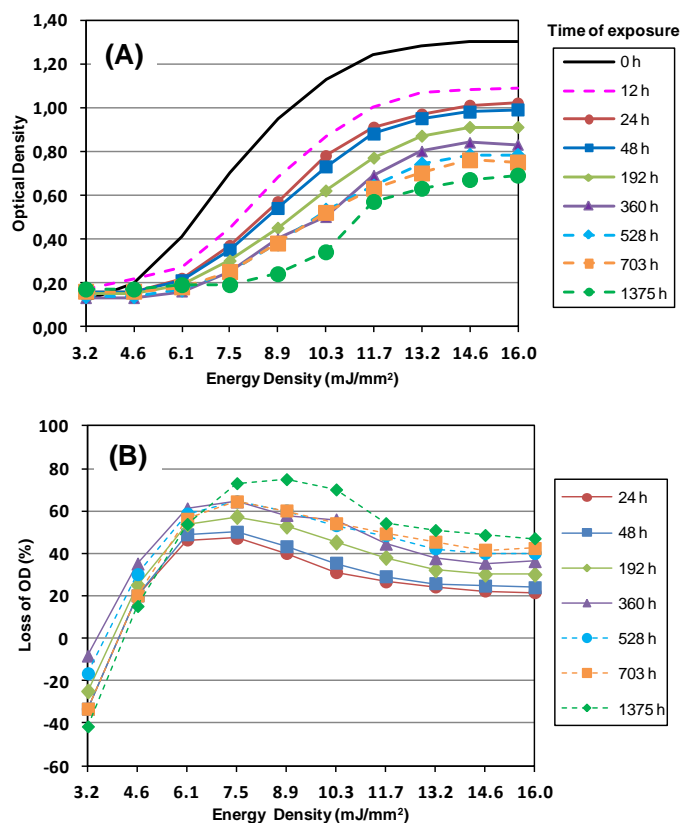 Time of exposure
(A)
1,40
1,20
1,00
0,80
0,60
0,40
0,20
0,00
Optical Density
3.2 4.6 6.1 7.5 8.9 10.3 11.7 13.2 14.6 16.0
Energy Density (mJ/mm²)
0 h
12 h
24 h
48 h
192 h
360 h
528 h
703 h
1375 h
(B)
100
80
60
40
20
0
-20
-40
-60
Loss of OD (%)
3.2 4.6 6.1 7.5 8.9 10.3 11.7 13.2 14.6 16.0
Energy Density (mJ/mm²)
24 h
48 h
192 h
360 h
528 h
703 h
1375 h